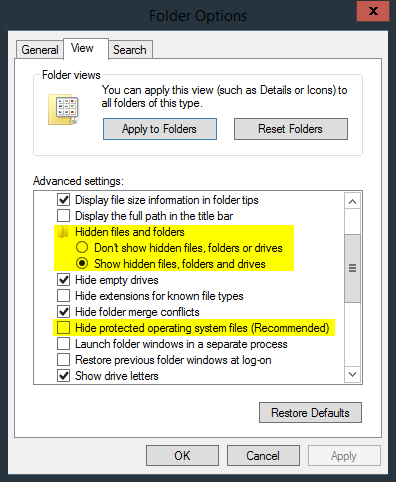 Folder Options
x
General View Search
Folder views
You can apply this view (such as Details or Icons) to
all folders of this type.
Apply to Folders Reset Folders
Advanced settings:
Display file size information in folder tips
Display the full path in the title bar
Hidden files and folders
Don't show hidden files, folders or drives
Show hidden files, folders and drives
Hide empty drives
Hide extensions for known file types
Hide folder merge conflicts
Hide protected operating system files (Recommended)
Launch folder windows in a separate process
Restore previous folder windows at log-on
Show drive letters
Restore Defaults
OK Cancel Apply